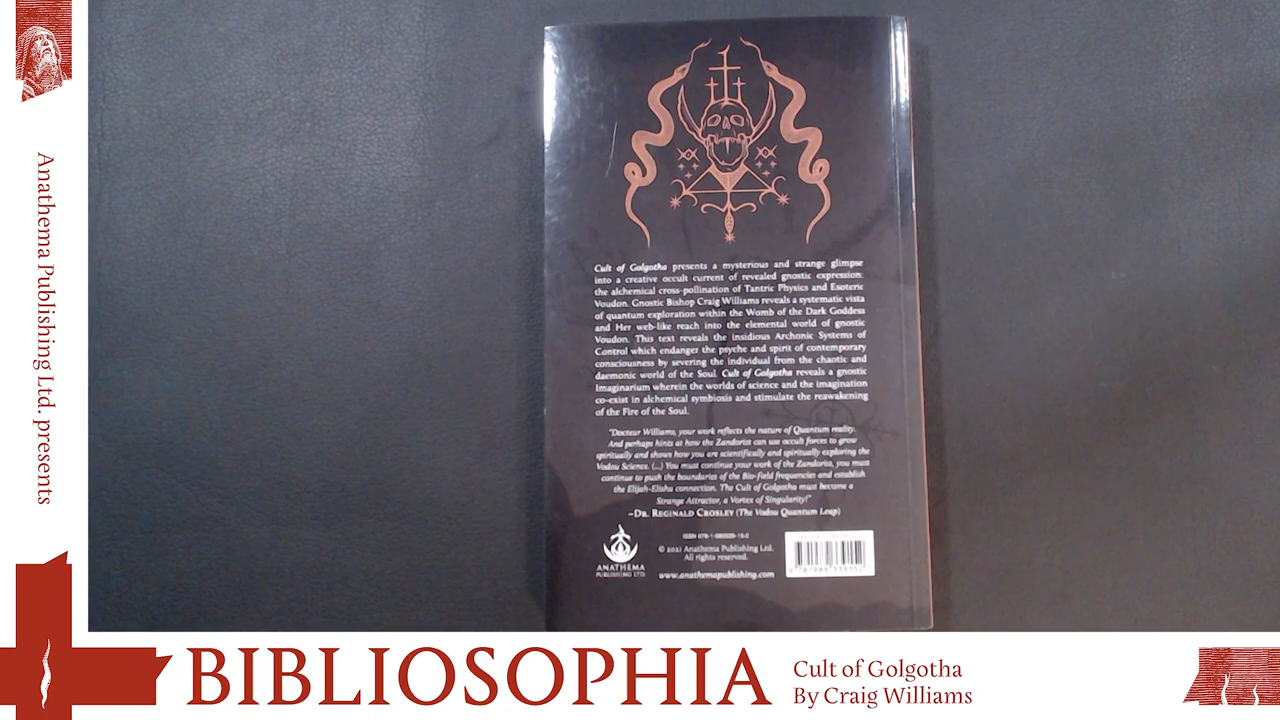 Anathema Publishing Ltd. presents
Cult of Golgotha presents a mysterious and strange glimpse
into a creative occult current of revealed gnostic expression:
the alchemical cross-pollination of Tantric Physics and Esoteric
Voudon. Gnostic Bishop Craig Williams reveals a systematic vista
of quantum exploration within the Womb of the Dark Goddess
and Her web-like reach into the elemental world of gnostic
Voudon. This text reveals the insidious Archonic Systems of
Control which endanger the psyche and spirit of contemporary
consciousness by severing the individual from the chaotic and
daemonic world of the Soul. Cult of Golgotha reveals a gnostic
Imaginarium wherein the worlds of science and the imagination
co-exist in alchemical symbiosis and stimulate the reawakening
of the Fire of the Soul.
"Docteur Williams, your work reflects the nature of Quantum reality.
And perhaps hints at how the Zandorist can use occult forces to grow
spiritually and shows how you are scientifically and spiritually exploring the
Vodou Science. (...) You must continue your work of the Zandorist, you must
continue to push the boundaries of the Bio-field frequencies and establish
the Elijah-Elisha connection. The Cult of Golgotha must become a
Strange Attractor, a Vortex of Singularity!"
–Dr. Reginald Crosley (The Vodou Quantum Leap)
© 2021 Anathema Publishing Ltd.
All rights reserved.
ANATHEMA
PUBLISHING LTD.
www.anathemapublishing.com
BIBLIOSOPHIA
Cult of Golgotha
By Craig Williams